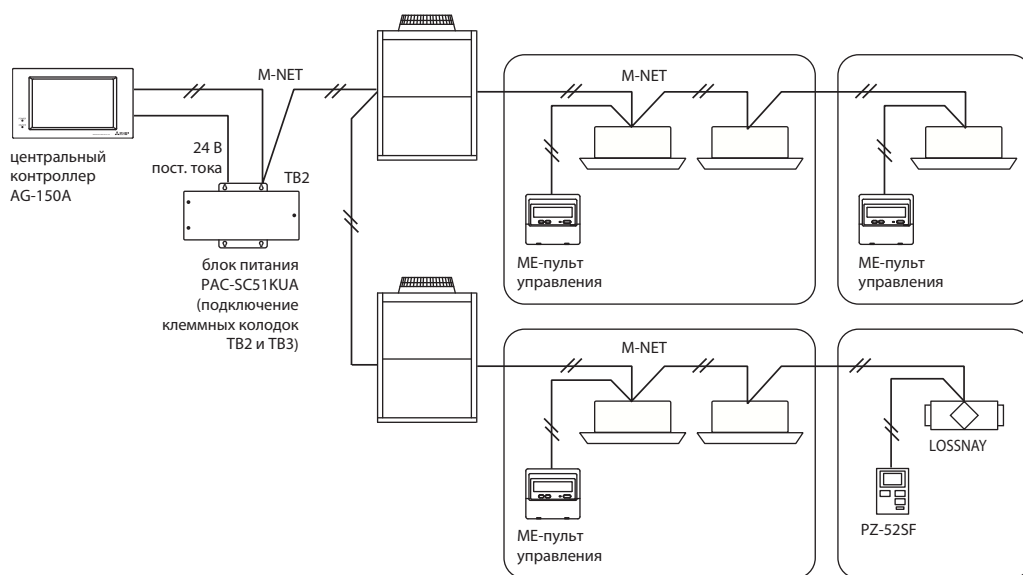 M-NET
24 В
пост. тока
TB2
центральный
контроллер
AG-150A
блок питания
PAC-SC51KUA
(подключение
клеммных колодок
TB2 и TB3)
M-NET
ME-пульт
управления
ME-пульт
управления
M-NET
ME-пульт
управления
LOSSNAY
PZ-52SF